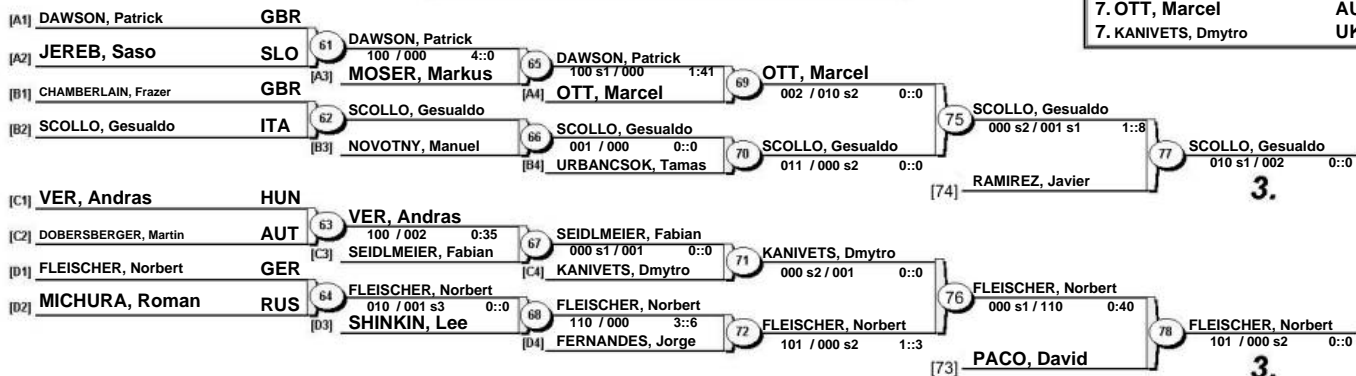 7. OTT, Marcel AU
7. KANIVETS, Dmytro UK
[A1] DAWSON, Patrick GBR
[A2] JEREB, Saso SLO
61
DAWSON, Patrick
100 / 000 4::0
[A3] MOSER, Markus
[B1] CHAMBERLAIN, Frazer GBR
[B2] SCOLLO, Gesualdo ITA
62
SCOLLO, Gesualdo
[B3] NOVOTNY, Manuel
65
DAWSON, Patrick
100 s1 / 000 1:41
[A4] OTT, Marcel
66
SCOLLO, Gesualdo
001 / 000 0::0
[B4] URBANCSOK, Tamas
69
OTT, Marcel
002 / 010 s2 0::0
70
SCOLLO, Gesualdo
011 / 000 s2 0::0
75
SCOLLO, Gesualdo
000 s2 / 001 s1 1::8
[74] RAMIREZ, Javier
77
SCOLLO, Gesualdo
010 s1 / 002 0::0
3.
[C1] VER, Andras HUN
[C2] DOBERSBERGER, Martin AUT
63
VER, Andras
100 / 002 0:35
[C3] SEIDLMEIER, Fabian
[D1] FLEISCHER, Norbert GER
[D2] MICHURA, Roman RUS
64
FLEISCHER, Norbert
010 / 001 s3 0::0
[D3] SHINKIN, Lee
67
SEIDLMEIER, Fabian
000 s1 / 001 0::0
[C4] KANIVETS, Dmytro
68
FLEISCHER, Norbert
110 / 000 3::6
[D4] FERNANDES, Jorge
71
KANIVETS, Dmytro
000 s2 / 001 0::0
72
FLEISCHER, Norbert
101 / 000 s2 1::3
76
FLEISCHER, Norbert
000 s1 / 110 0:40
[73] PACO, David
78
FLEISCHER, Norbert
101 / 000 s2 0::0
3.